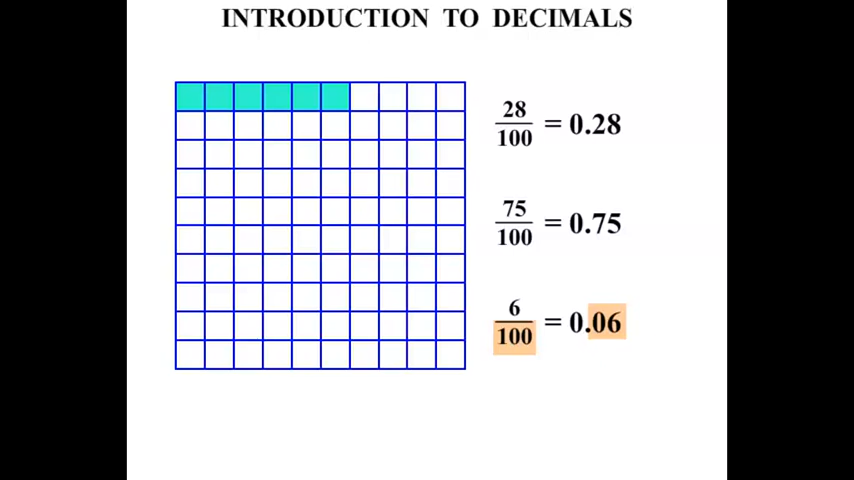 INTRODUCTION TO DECIMALS
28/100 = 0.28
75/100 = 0.75
6/100 = 0.06